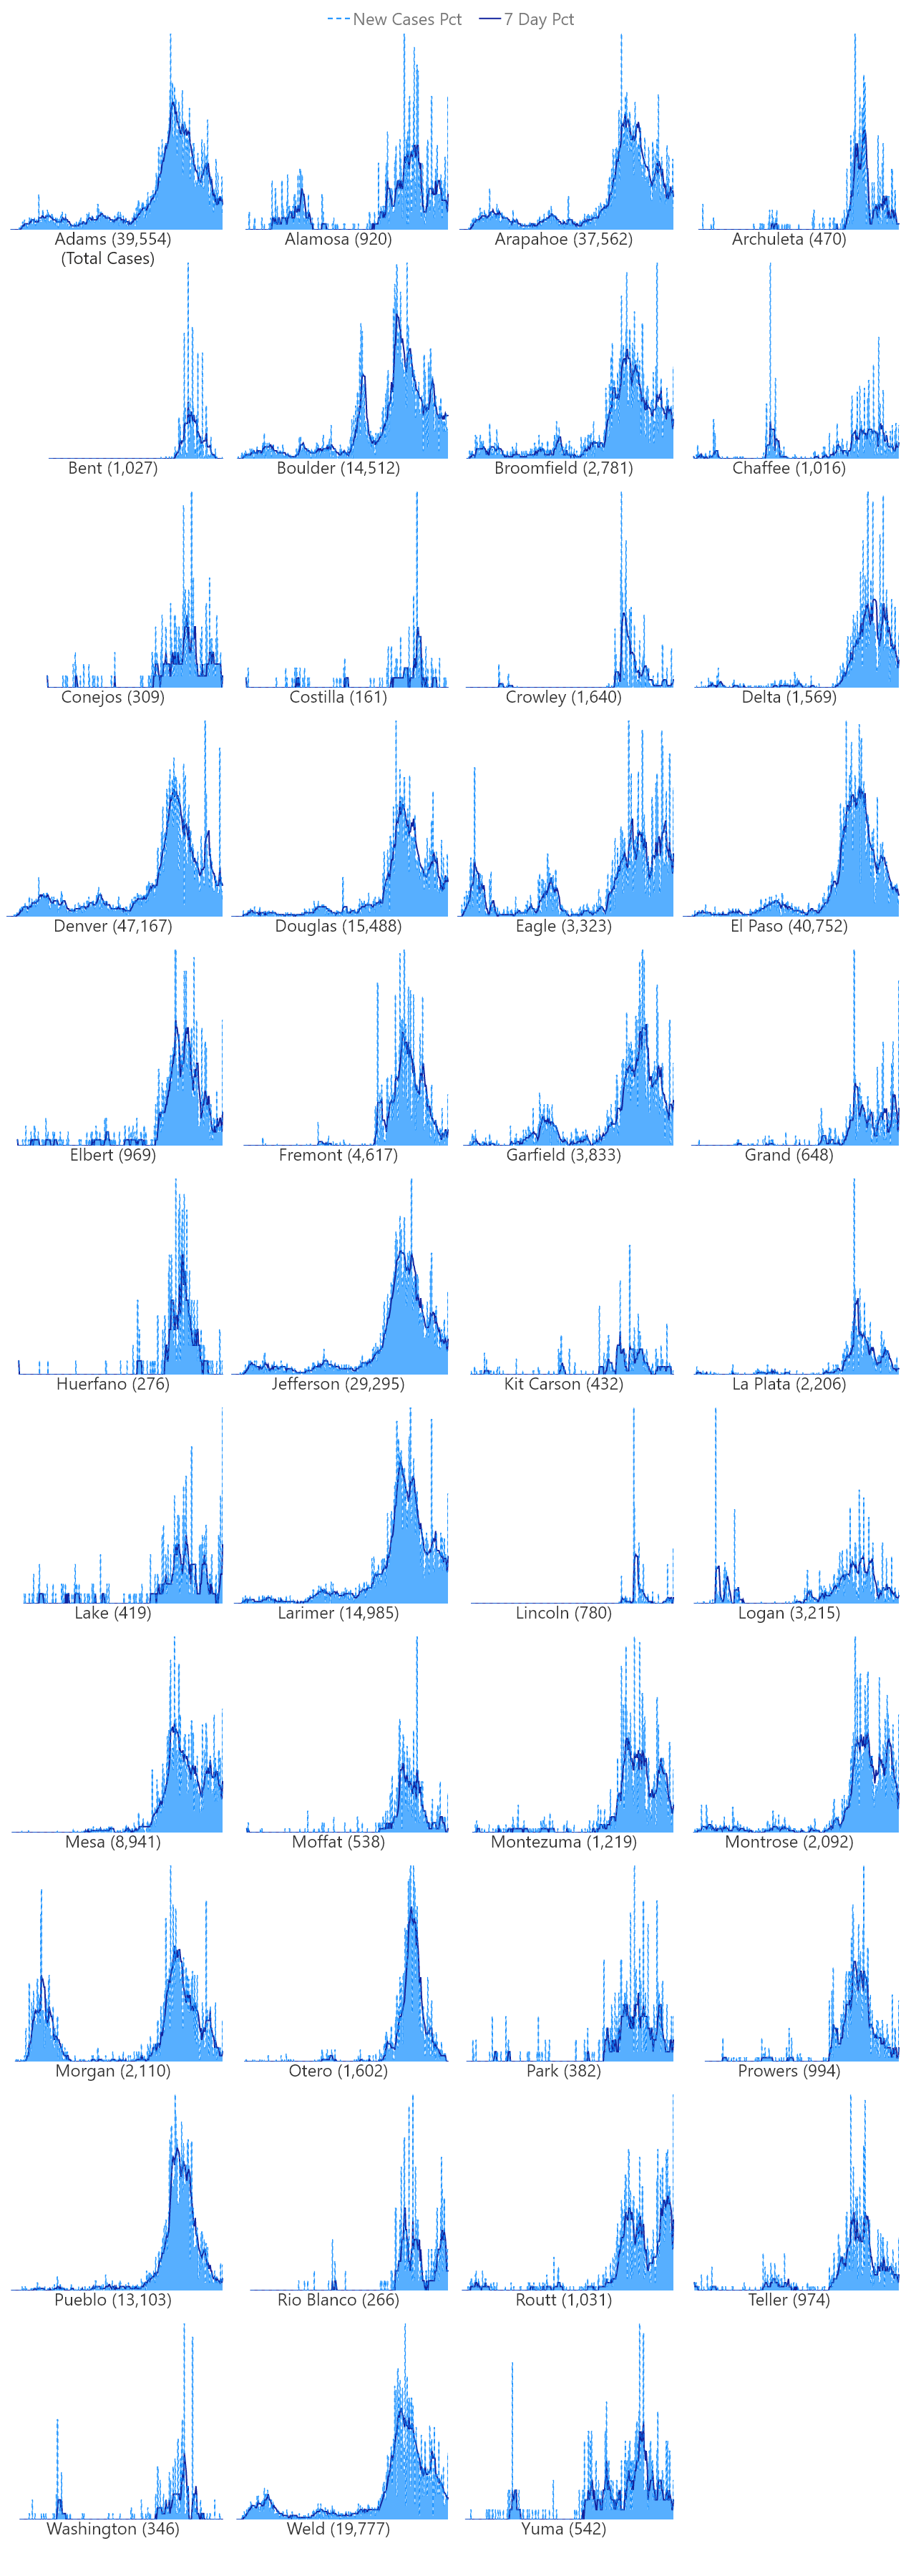 New Cases Pct 7 Day Pct
Adams (39,554) Alamosa (920) Arapahoe (37,562) Archuleta (470)
(Total Cases)
Bent (1,027) Boulder (14,512) Broomfield (2,781) Chaffee (1,016)
Conejos (309) Costilla (161) Crowley (1,640) Delta (1,569)
Denver (47,167) Douglas (15,488) Eagle (3,323) El Paso (40,752)
Elbert (969) Fremont (4,617) Garfield (3,833) Grand (648)
Huerfano (276) Jefferson (29,295) Kit Carson (432) La Plata (2,206)
Lake (419) Larimer (14,985) Lincoln (780) Logan (3,215)
Mesa (8,941) Moffat (538) Montezuma (1,219) Montrose (2,092)
Morgan (2,110) Otero (1,602) Park (382) Prowers (994)
Pueblo (13,103) Rio Blanco (266) Routt (1,031) Teller (974)
Washington (346) Weld (19,777) Yuma (542)